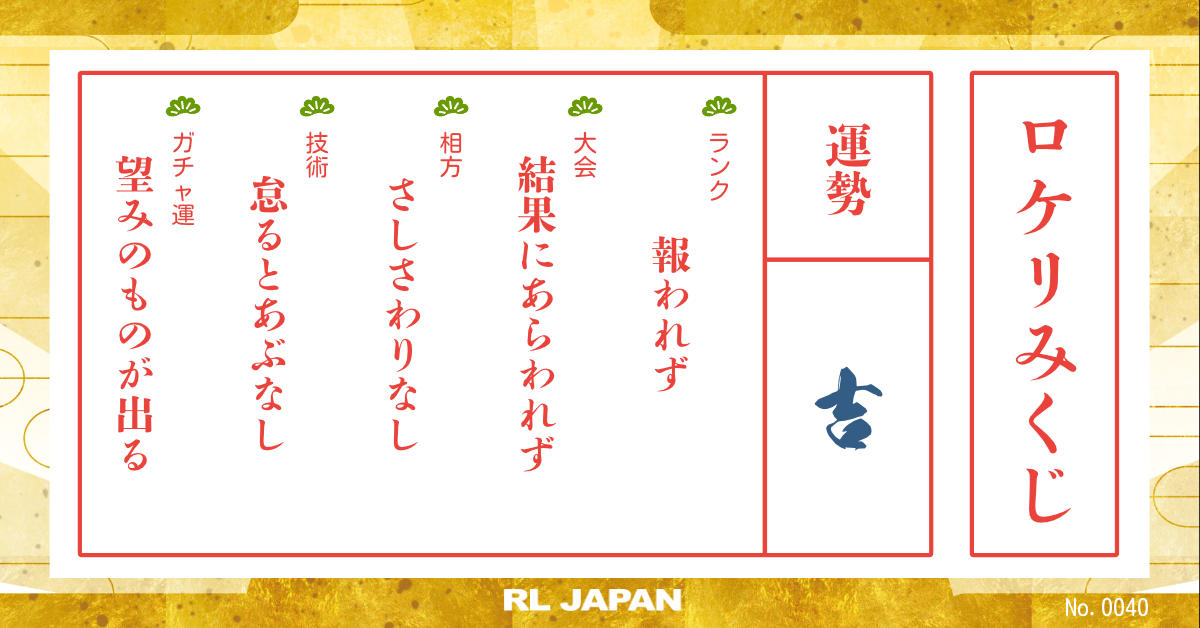 ロケリみくじ
運勢
吉
ランク
報われず
大会
結果にあらわれず
相方
さしさわりなし
技術
怠るとあぶなし
ガチャ運
望みのものが出る
RL JAPAN
No. 0040